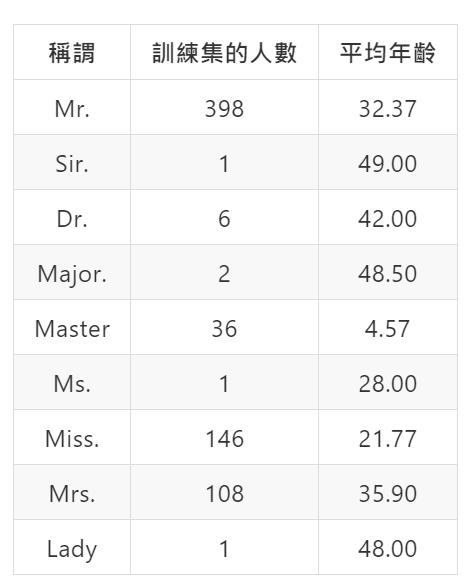 稱謂 訓練集的人數 平均年齡
Mr. 398 32.37
Sir. 1 49.00
Dr. 6 42.00
Major. 2 48.50
Master 36 4.57
Ms. 1 28.00
Miss. 146 21.77
Mrs. 108 35.90
Lady 1 48.00